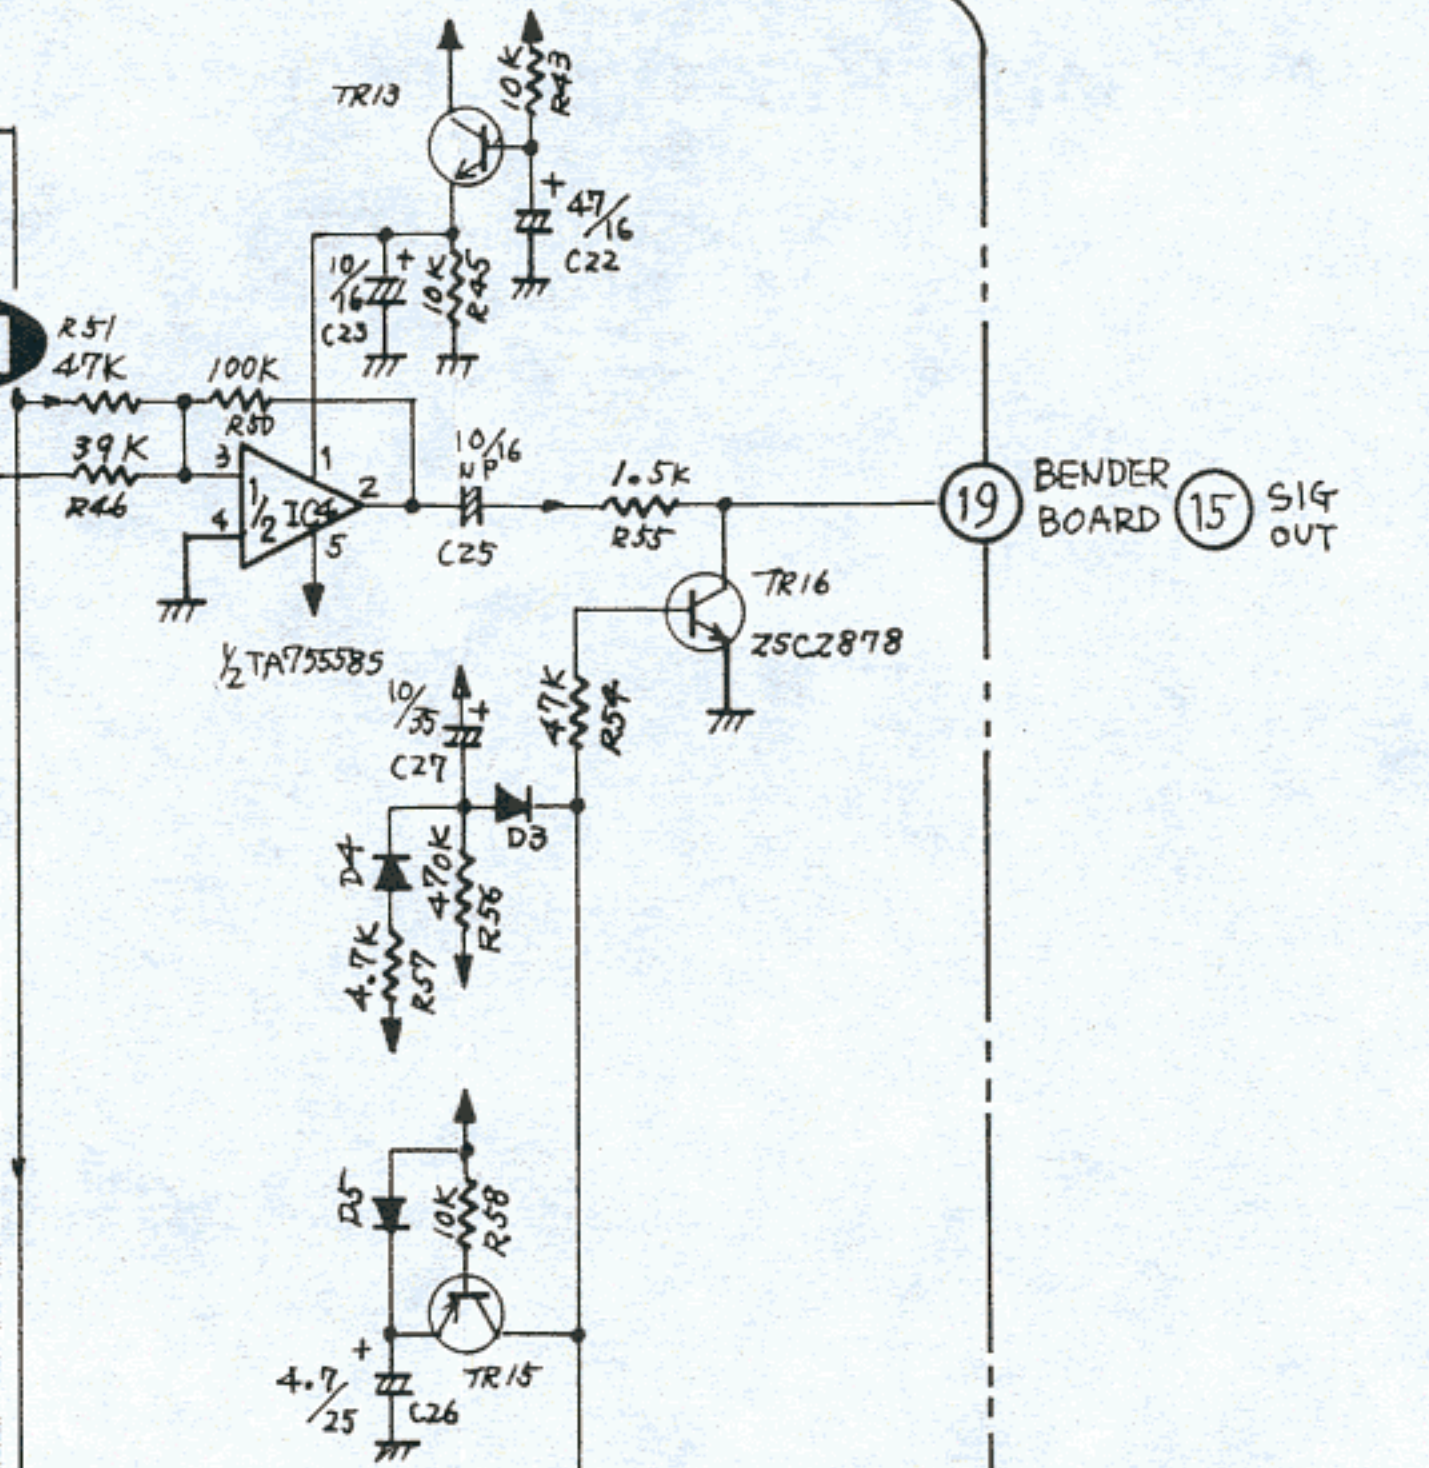 TR13
10K
R43
+
47/16
C22
10/16
+
C23
10K
R45
R51
47K
100K
R50
39K
R46
3
1
4
1/2 IC4
2
5
10/16
NP
C25
1.5K
R55
19
BENDER
BOARD
15
SIG
OUT
TR16
2SC2878
1/2 TA75558S
10/35
+
C27
47K
R54
D3
D4
470K
R56
4.7K
R57
D5
10K
R58
TR15
+
4.7/25
C26